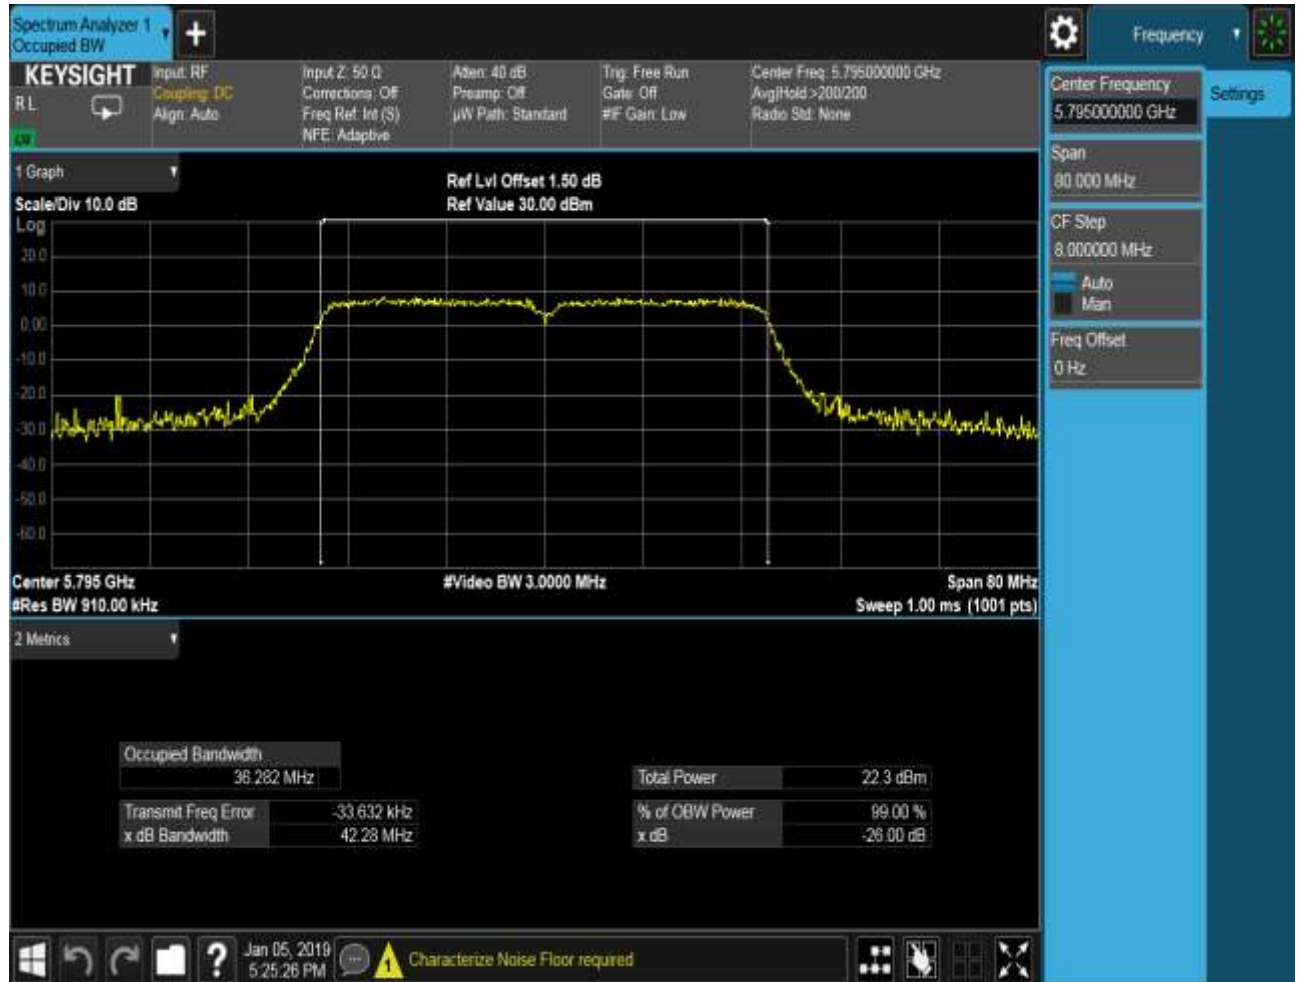 Spectrum Analyzer 1
Occupied BW
Frequency
KEYSIGHT
RL
Input: RF
Coupling: DC
Align: Auto
Input Z: 50 Ω
Corrections: Off
Freq Ref: Int (S)
NFE: Adaptive
Atten: 40 dB
Preamp: Off
µW Path: Standard
Trig: Free Run
Gate: Off
#IF Gain: Low
Center Freq: 5.795000000 GHz
Avg|Hold:>200/200
Radio Std: None
Center Frequency
5.795000000 GHz
Settings
Span
80.000 MHz
CF Step
8.000000 MHz
Auto
Man
Freq Offset
0 Hz
1 Graph
Scale/Div 10.0 dB
Ref Lvl Offset 1.50 dB
Ref Value 30.00 dBm
Log
20.0
10.0
0.00
-10.0
-20.0
-30.0
-40.0
-50.0
-60.0
Center 5.795 GHz
#Video BW 3.0000 MHz
Span 80 MHz
#Res BW 910.00 kHz
Sweep 1.00 ms (1001 pts)
2 Metrics
Occupied Bandwidth
36.282 MHz
Total Power 22.3 dBm
Transmit Freq Error -33.632 kHz
% of OBW Power 99.00 %
x dB Bandwidth 42.28 MHz
x dB -26.00 dB
Jan 05, 2019
5:25:26 PM
Characterize Noise Floor required